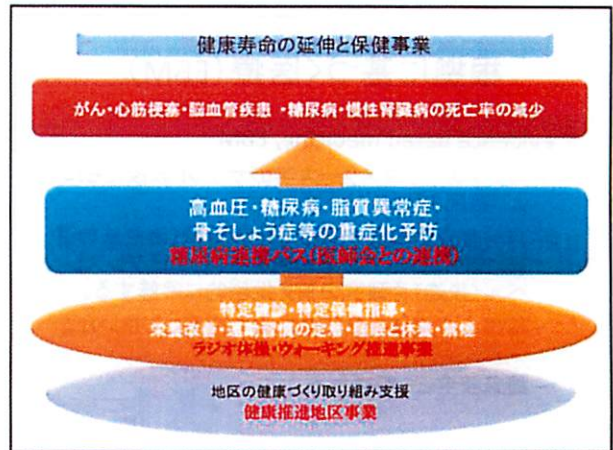 健康寿命の延伸と保健事業
がん・心筋梗塞・脳血管疾患・糖尿病・慢性腎臓病の死亡率の減少
高血圧・糖尿病・脂質異常症・
骨そしょう症等の重症化予防
糖尿病連携パス(医師会との連携)
特定健診・特定保健指導・
栄養改善・運動習慣の定着・睡眠と休養・禁煙
ラジオ体操・ウォーキング推進事業
地区の健康づくり取り組み支援
健康推進地区事業